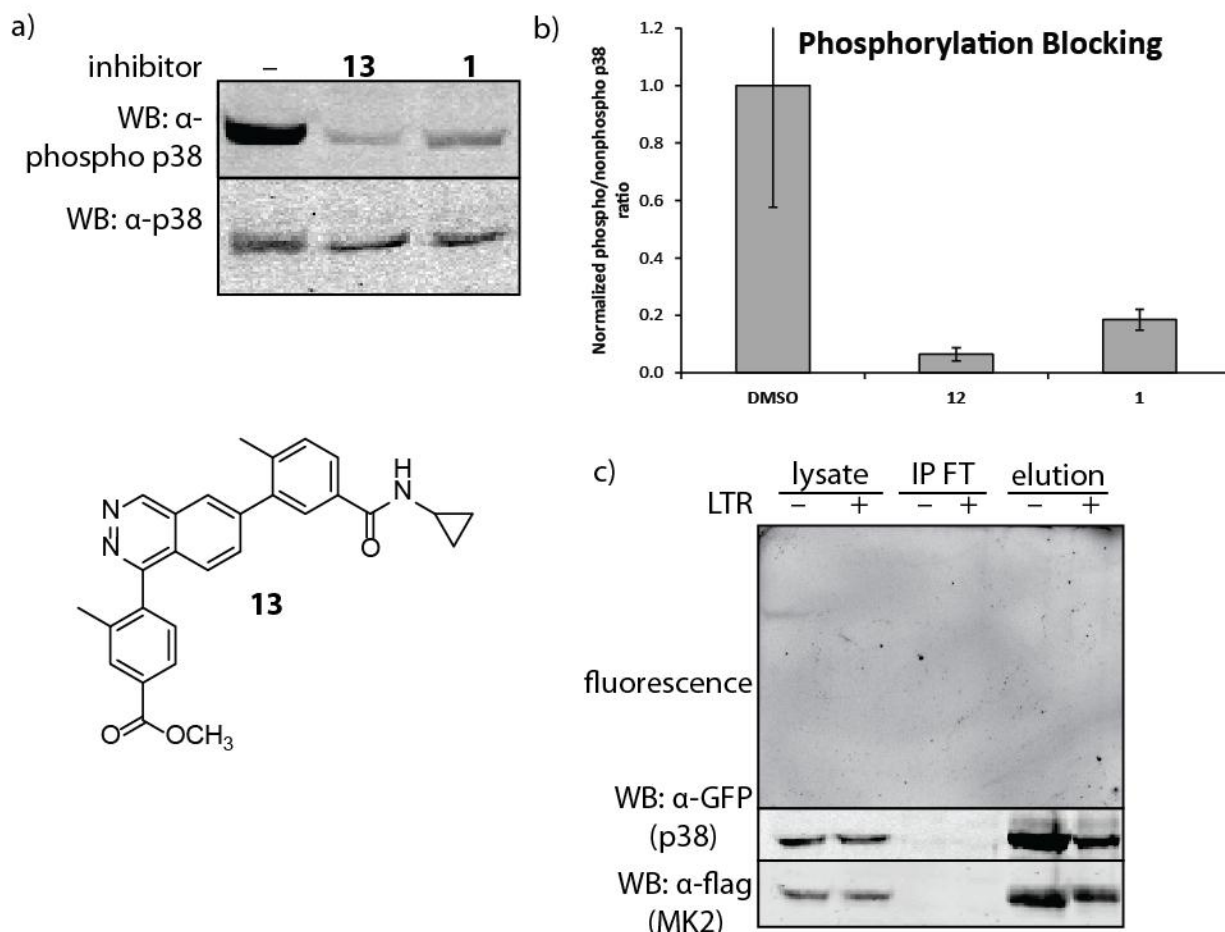 a)
inhibitor – 13 1
WB: α-
phospho p38
WB: α-p38
b)
Phosphorylation Blocking
Normalized phospho/nonphospho p38
ratio
1.2
1.0
0.8
0.6
0.4
0.2
0.0
DMSO 12 1
H
N
N
N
O
13
O
OCH3
c)
lysate IP FT elution
LTR – + – + – +
fluorescence
WB: α-GFP
(p38)
WB: α-flag
(MK2)